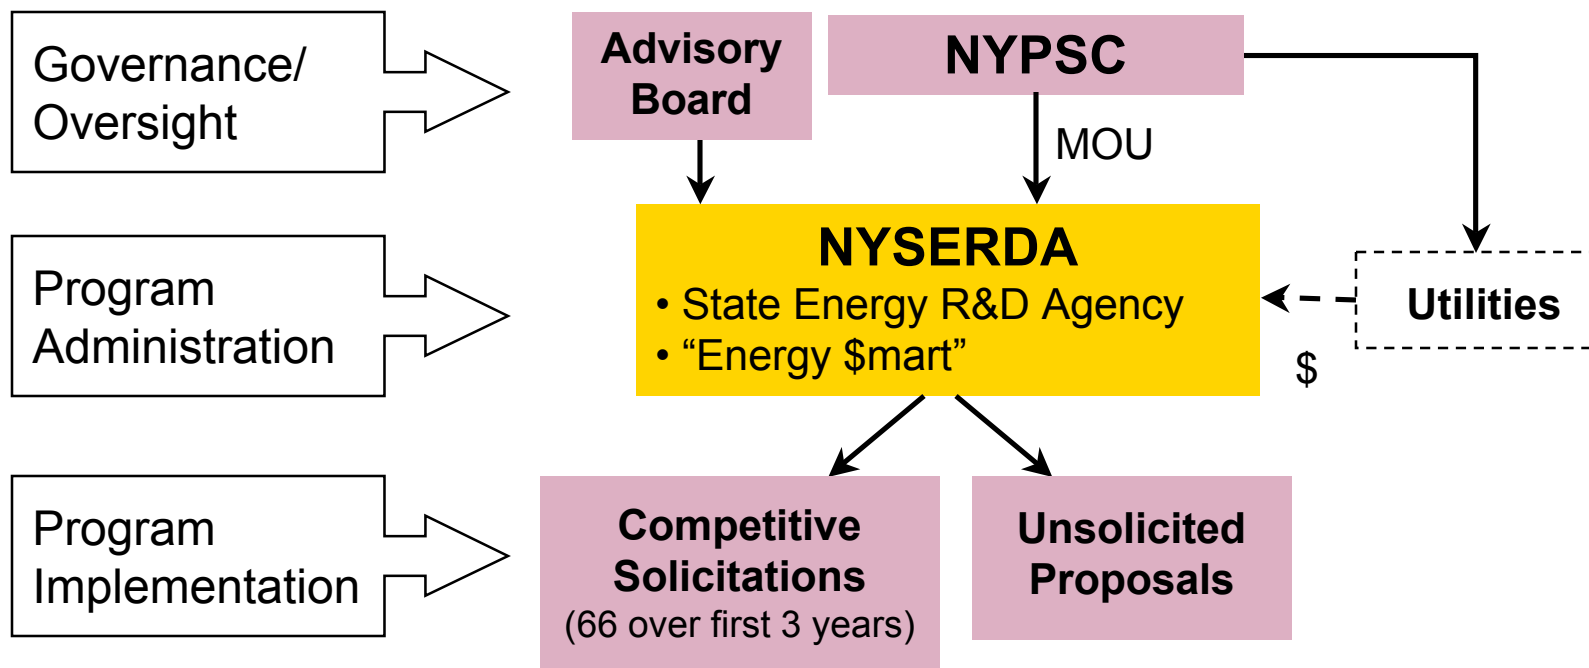 Governance/
Oversight
Advisory
Board
NYPSC
MOU
Program
Administration
NYSERDA
• State Energy R&D Agency
• “Energy $mart”
Utilities
$
Program
Implementation
Competitive
Solicitations
(66 over first 3 years)
Unsolicited
Proposals